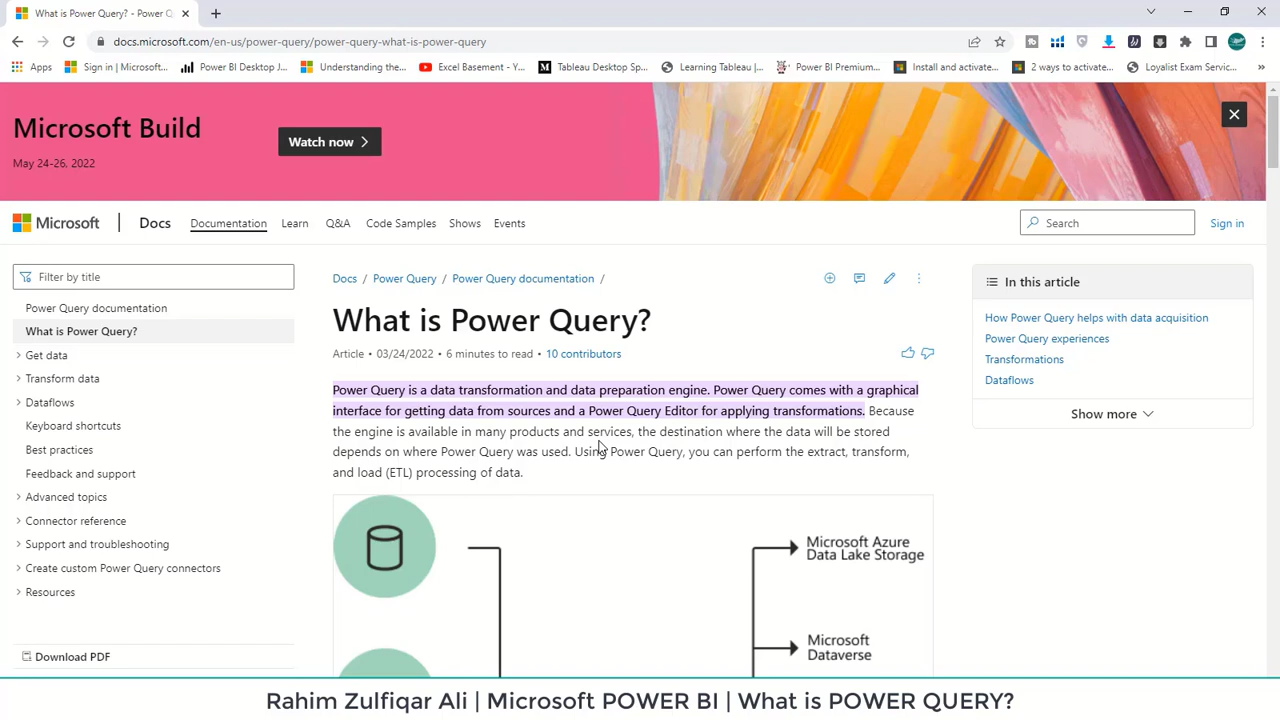 What is Power Query? - Power Q
docs.microsoft.com/en-us/power-query/power-query-what-is-power-query
Apps
Sign in | Microsoft...
Power BI Desktop J...
Understanding the...
Excel Basement - Y...
Tableau Desktop Sp...
Learning Tableau |...
Power BI Premium...
Install and activate...
2 ways to activate...
Loyalist Exam Servic...
»
Microsoft Build
May 24-26, 2022
Watch now
Microsoft
Docs
Documentation
Learn
Q&A
Code Samples
Shows
Events
Search
Sign in
Filter by title
Power Query documentation
What is Power Query?
Get data
Transform data
Dataflows
Keyboard shortcuts
Best practices
Feedback and support
Advanced topics
Connector reference
Support and troubleshooting
Create custom Power Query connectors
Resources
Download PDF
Docs / Power Query / Power Query documentation /
What is Power Query?
Article • 03/24/2022 • 6 minutes to read • 10 contributors
Power Query is a data transformation and data preparation engine. Power Query comes with a graphical
interface for getting data from sources and a Power Query Editor for applying transformations. Because
the engine is available in many products and services, the destination where the data will be stored
depends on where Power Query was used. Using Power Query, you can perform the extract, transform,
and load (ETL) processing of data.
Microsoft Azure
Data Lake Storage
Microsoft
Dataverse
In this article
How Power Query helps with data acquisition
Power Query experiences
Transformations
Dataflows
Show more
Rahim Zulfiqar Ali | Microsoft POWER BI | What is POWER QUERY?